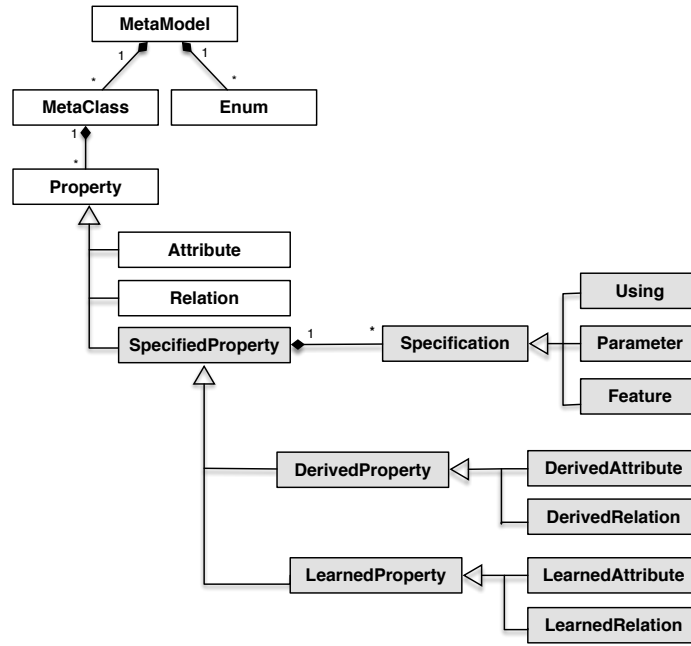 MetaModel
1
1
*
*
MetaClass
Enum
1
*
Property
Attribute
Relation
Using
SpecifiedProperty
1
*
Specification
Parameter
Feature
DerivedProperty
DerivedAttribute
DerivedRelation
LearnedProperty
LearnedAttribute
LearnedRelation